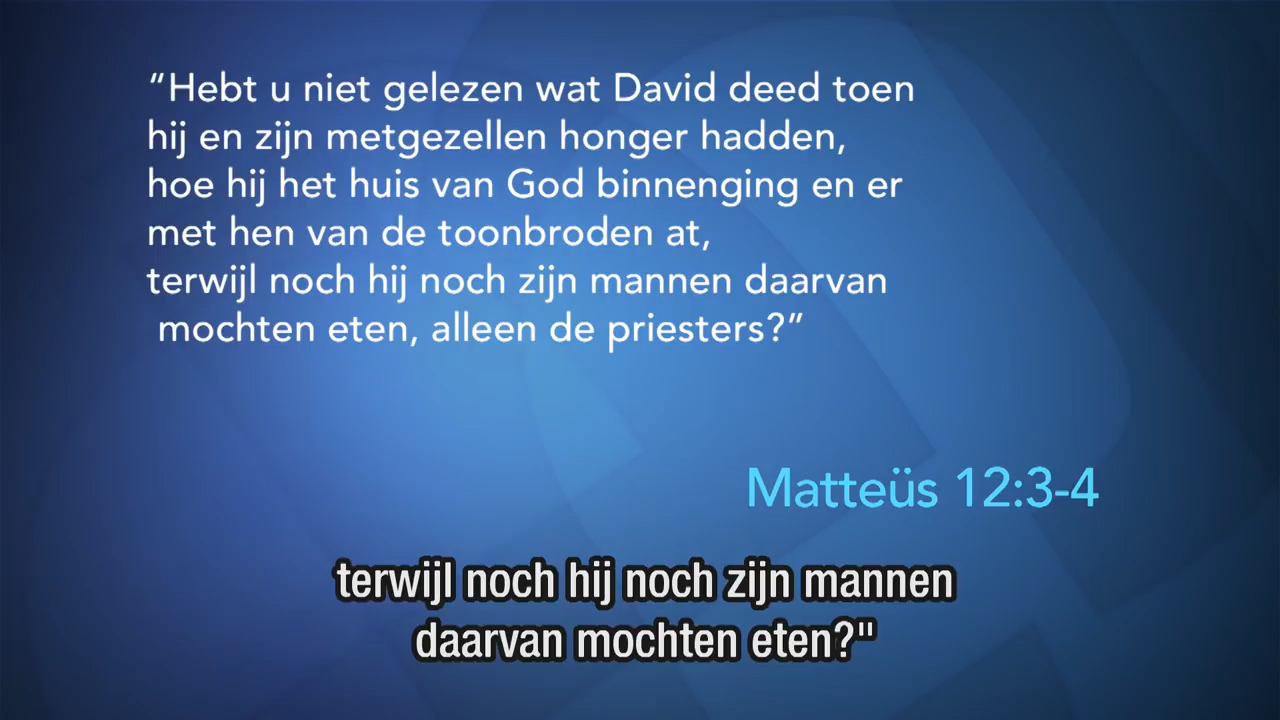 “Hebt u niet gelezen wat David deed toen
hij en zijn metgezellen honger hadden,
hoe hij het huis van God binnenging en er
met hen van de toonbroden at,
terwijl noch hij noch zijn mannen daarvan
mochten eten, alleen de priesters?”
Matteüs 12:3-4
terwijl noch hij noch zijn mannen
daarvan mochten eten?"